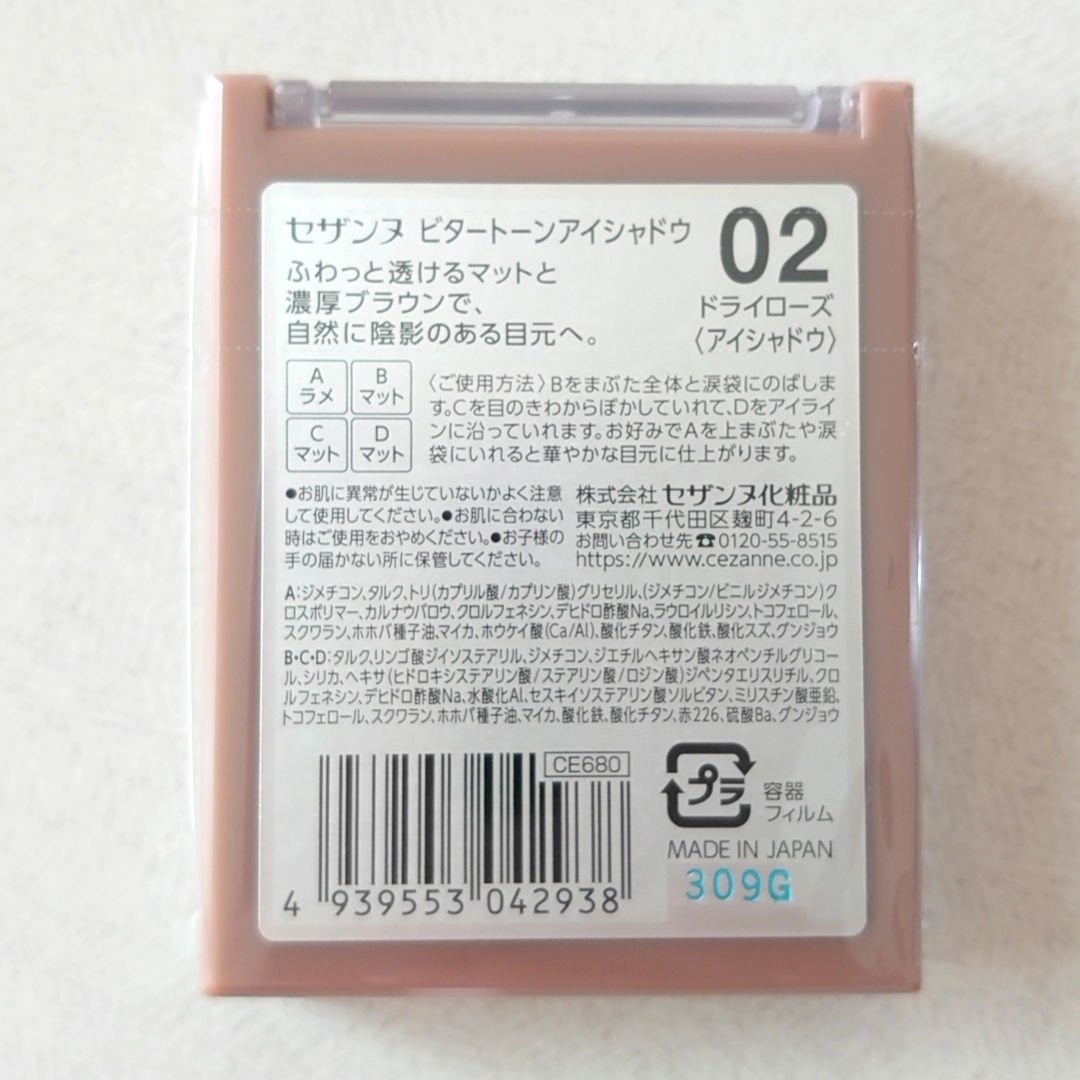 セザンヌ ビタートーンアイシャドウ
02
ふわっと透けるマットと
濃厚ブラウンで、
自然に陰影のある目元へ。
ドライローズ
〈アイシャドウ〉
A
ラメ
B
マット
C
マット
D
マット
〈ご使用方法〉Bをまぶた全体と涙袋にのばしま
す。Cを目のきわからぼかしていれて、Dをアイライ
ンに沿っていれます。お好みでAを上まぶたや涙
袋にいれると華やかな目元に仕上がります。
●お肌に異常が生じていないかよく注意
して使用してください。●お肌に合わない
時はご使用をおやめください。●お子様の
手の届かない所に保管してください。
株式会社 セザンヌ化粧品
東京都千代田区麹町4-2-6
お問い合わせ先☎0120-55-8515
https://www.cezanne.co.jp
A:ジメチコン、タルク、トリ(カプリル酸/カプリン酸)グリセリル、(ジメチコン/ビニルジメチコン)ク
ロスポリマー、カルナウバロウ、クロルフェネシン、デヒドロ酢酸Na、ラウロイルリシン、トコフェロール、
スクワラン、ホホバ種子油、マイカ、ホウケイ酸(Ca/Al)、酸化チタン、酸化鉄、酸化スズ、グンジョウ
B・C・D:タルク、リンゴ酸ジイソステアリル、ジメチコン、ジエチルヘキサン酸ネオペンチルグリコー
ル、シリカ、ヘキサ(ヒドロキシステアリン酸/ステアリン酸/ロジン酸)ジペンタエリスリチル、クロ
ルフェネシン、デヒドロ酢酸Na、水酸化Al、セスキイソステアリン酸ソルビタン、ミリスチン酸亜鉛、
トコフェロール、スクワラン、ホホバ種子油、マイカ、酸化鉄、酸化チタン、赤226、硫酸Ba、グンジョウ
CE680
4 939553 042938
プラ
容器
フィルム
MADE IN JAPAN
309G